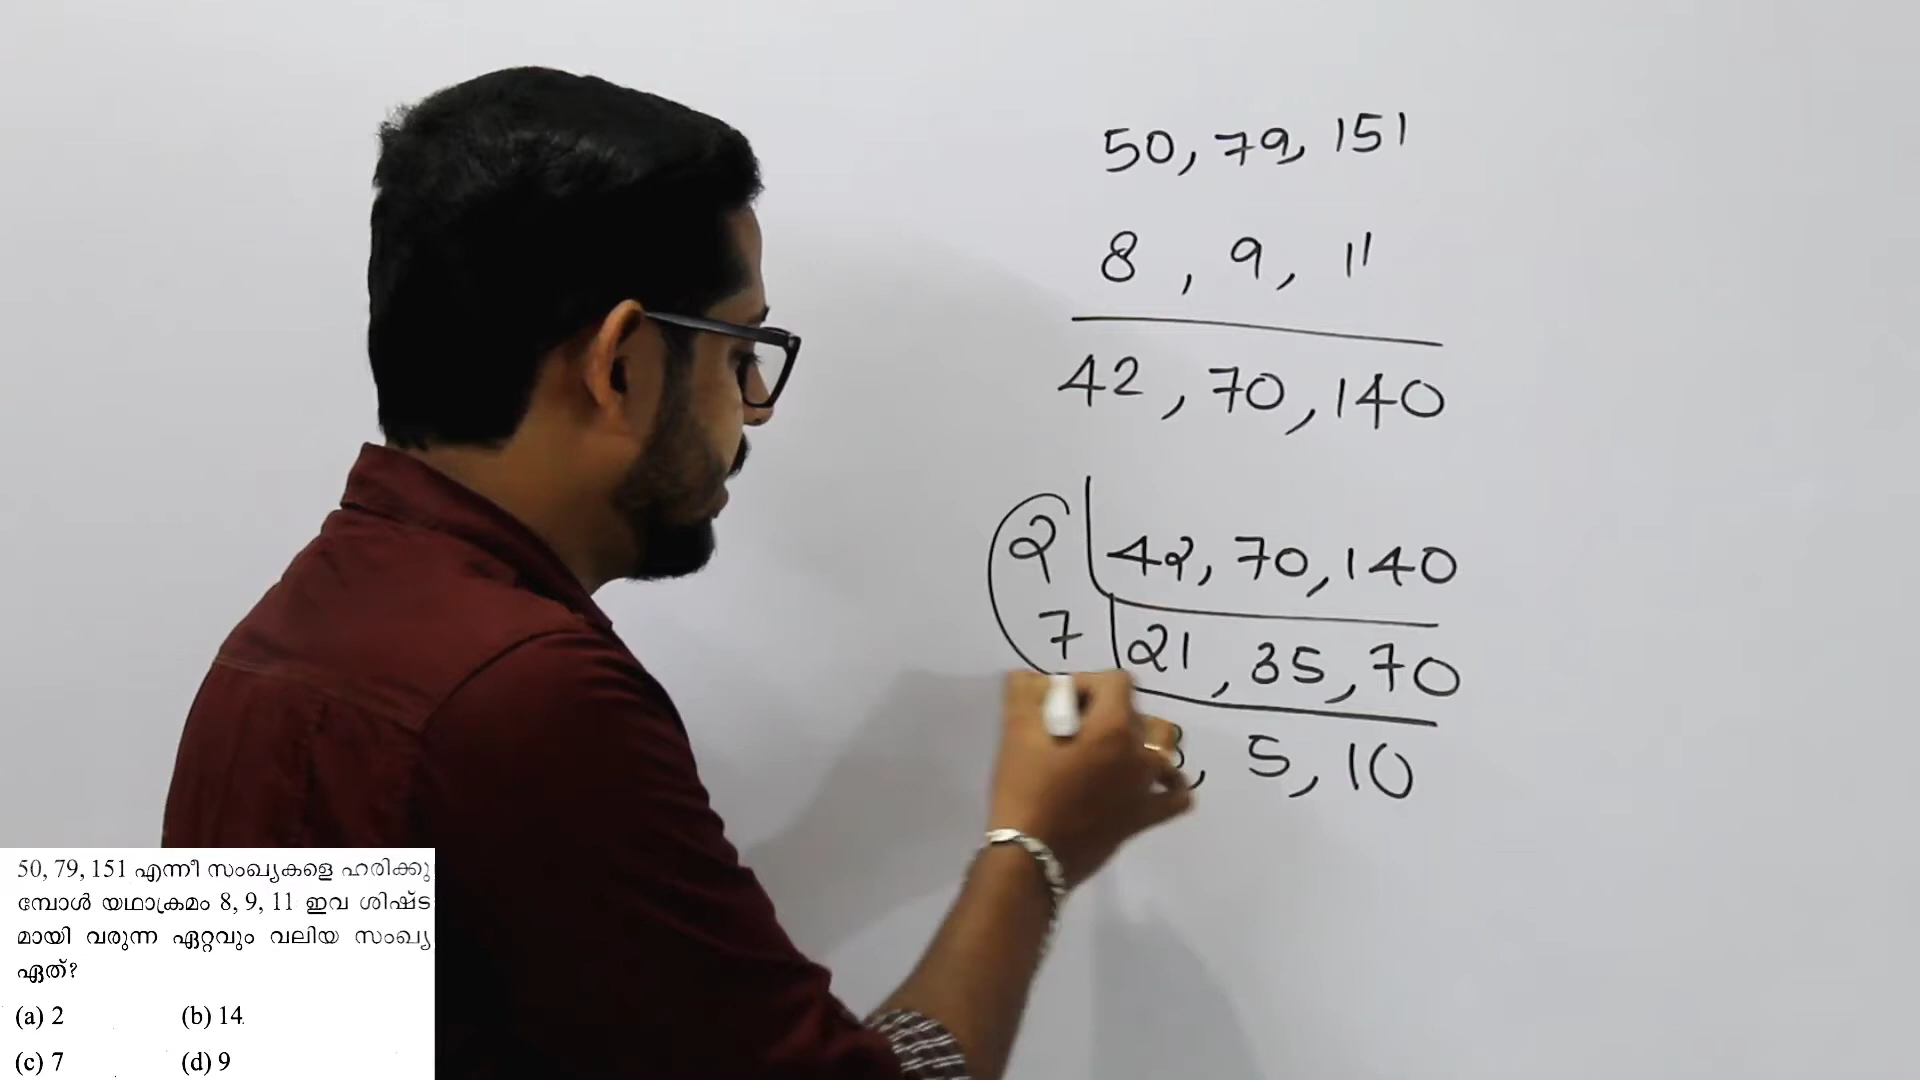 50, 79, 151
8, 9, 11
42, 70, 140
2 42, 70, 140
7 21, 35, 70
3, 5, 10
50, 79, 151 എന്നീ സംഖ്യകളെ ഹരിക്കു
മ്പോൾ യഥാക്രമം 8, 9, 11 ഇവ ശിഷ്ട
മായി വരുന്ന ഏറ്റവും വലിയ സംഖ്യ
ഏത്?
(a) 2 (b) 14
(c) 7 (d) 9